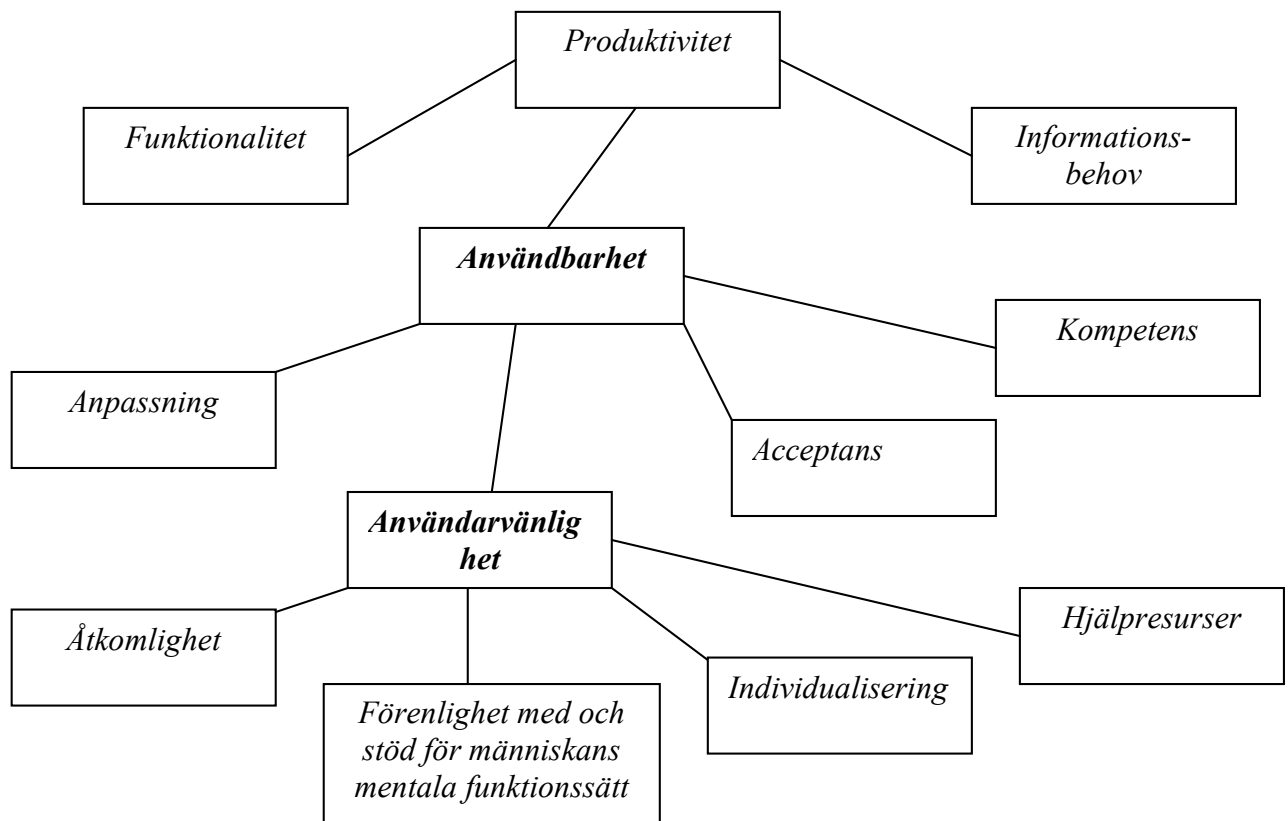 Produktivitet
Funktionalitet
Informations-
behov
Användbarhet
Kompetens
Anpassning
Acceptans
Användarvänlig
het
Åtkomlighet
Hjälpresurser
Individualisering
Förenlighet med och
stöd för människans
mentala funktionssätt